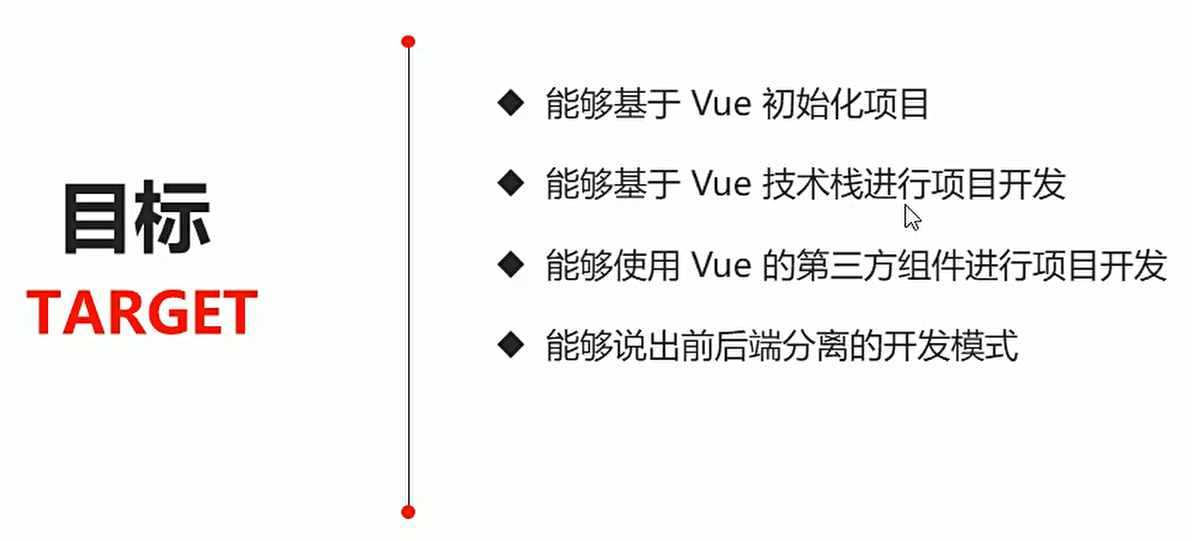 目标
TARGET
◆ 能够基于 Vue 初始化项目
◆ 能够基于 Vue 技术栈进行项目开发
◆ 能够使用 Vue 的第三方组件进行项目开发
◆ 能够说出前后端分离的开发模式